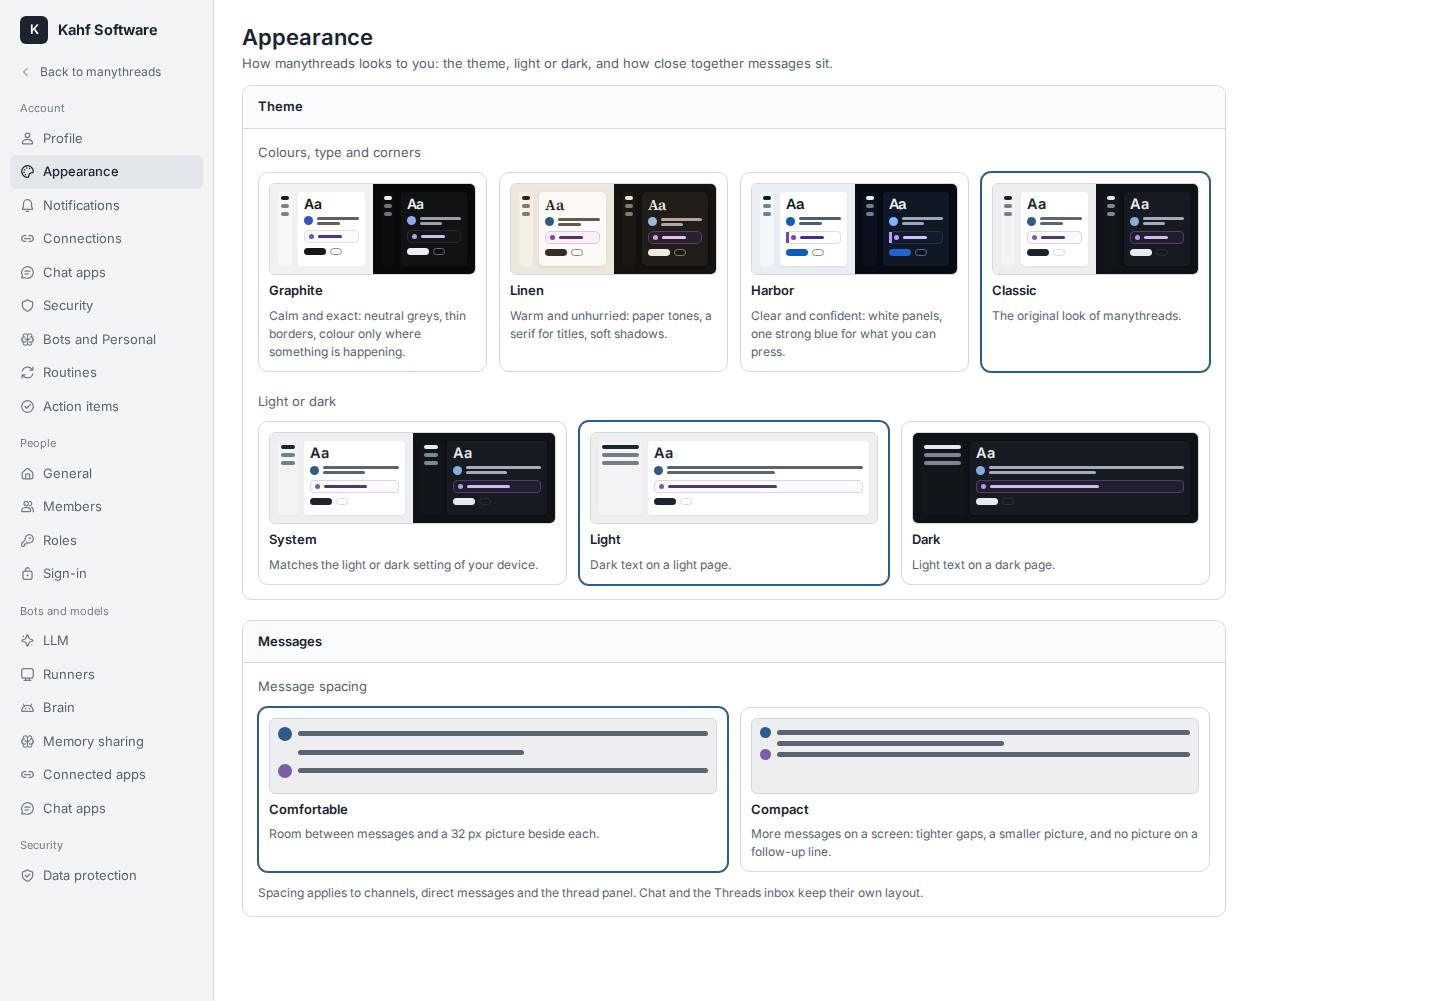 K Kahf Software
Back to manythreads
Account
Profile
Appearance
Notifications
Connections
Chat apps
Security
Bots and Personal
Routines
Action items
People
General
Members
Roles
Sign-in
Bots and models
LLM
Runners
Brain
Memory sharing
Connected apps
Chat apps
Security
Data protection
Appearance
How manythreads looks to you: the theme, light or dark, and how close together messages sit.
Theme
Colours, type and corners
Aa Aa
Graphite
Calm and exact: neutral greys, thin
borders, colour only where
something is happening.
Aa Aa
Linen
Warm and unhurried: paper tones, a
serif for titles, soft shadows.
Aa Aa
Harbor
Clear and confident: white panels,
one strong blue for what you can
press.
Aa Aa
Classic
The original look of manythreads.
Light or dark
Aa Aa
System
Matches the light or dark setting of your device.
Aa
Light
Dark text on a light page.
Aa
Dark
Light text on a dark page.
Messages
Message spacing
Comfortable
Room between messages and a 32 px picture beside each.
Compact
More messages on a screen: tighter gaps, a smaller picture, and no picture on a
follow-up line.
Spacing applies to channels, direct messages and the thread panel. Chat and the Threads inbox keep their own layout.